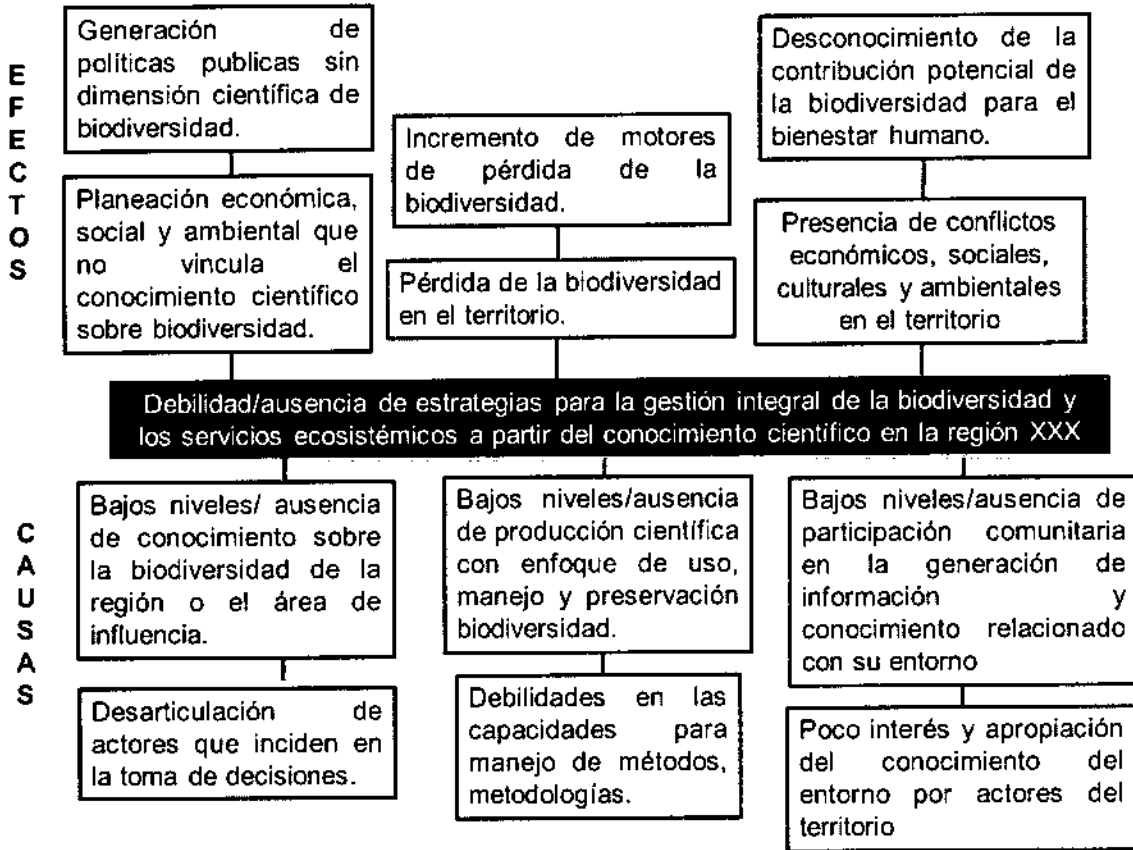 EFECTOS
Generación de
políticas publicas sin
dimensión científica de
biodiversidad.
Planeación económica,
social y ambiental que
no vincula el
conocimiento científico
sobre biodiversidad.
Incremento de motores
de pérdida de la
biodiversidad.
Pérdida de la biodiversidad
en el territorio.
Desconocimiento de la
contribución potencial de
la biodiversidad para el
bienestar humano.
Presencia de conflictos
económicos, sociales,
culturales y ambientales
en el territorio
Debilidad/ausencia de estrategias para la gestión integral de la biodiversidad y
los servicios ecosistémicos a partir del conocimiento científico en la región XXX
CAUSAS
Bajos niveles/ ausencia
de conocimiento sobre
la biodiversidad de la
región o el área de
influencia.
Desarticulación de
actores que inciden en
la toma de decisiones.
Bajos niveles/ausencia
de producción científica
con enfoque de uso,
manejo y preservación
biodiversidad.
Debilidades en las
capacidades para
manejo de métodos,
metodologías.
Bajos niveles/ausencia de
participación comunitaria
en la generación de
información y
conocimiento relacionado
con su entorno
Poco interés y apropiación
del conocimiento del
entorno por actores del
territorio